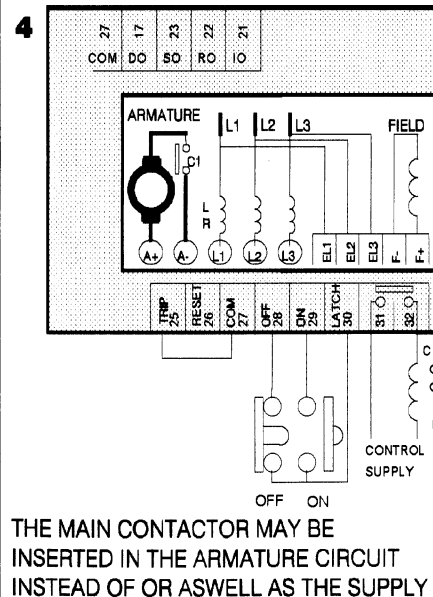 4
27 17 23 22 21
COM DO SO RO IO
ARMATURE
L1 L2 L3 FIELD
C1
L
R
A+ A- L1 L2 L3 EL1 EL2 EL3 F- F+
TRIP RESET COM OFF ON LATCH
25 26 27 28 29 30 31 32
C
CONTROL
SUPPLY
OFF ON
THE MAIN CONTACTOR MAY BE
INSERTED IN THE ARMATURE CIRCUIT
INSTEAD OF OR ASWELL AS THE SUPPLY